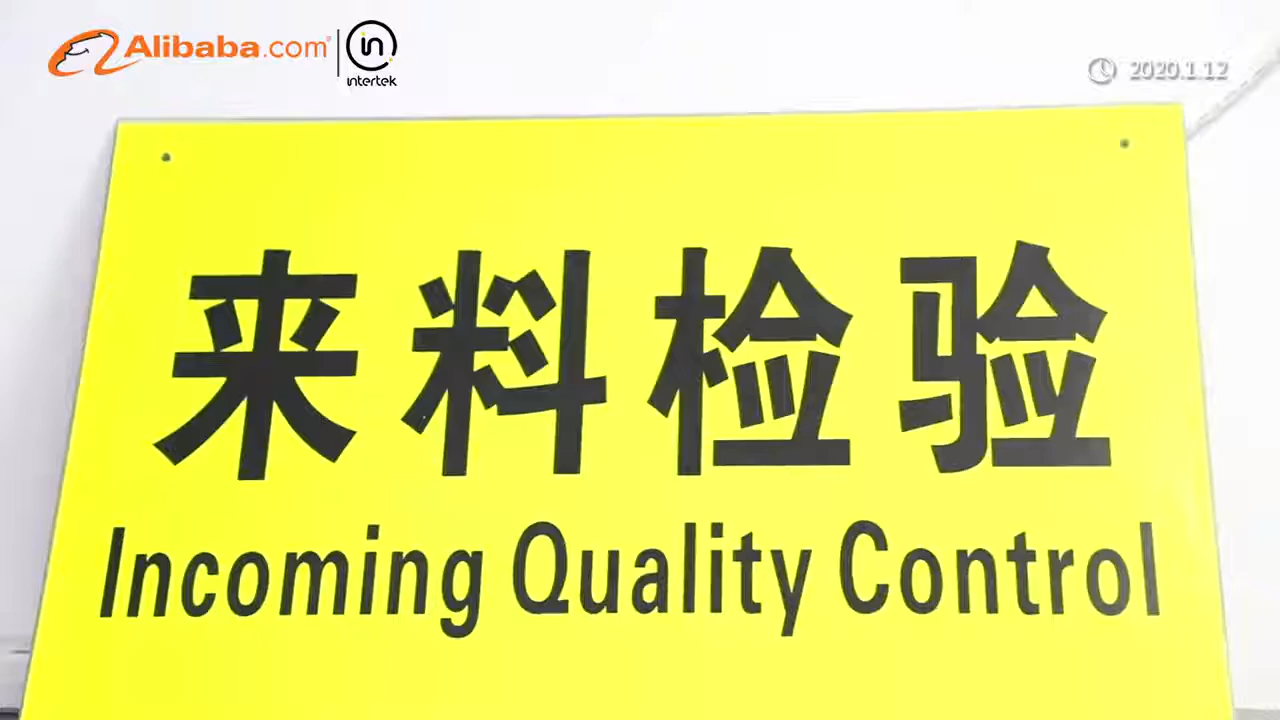 Alibaba.com
intertek
2020.1.12
来料检验
Incoming Quality Control